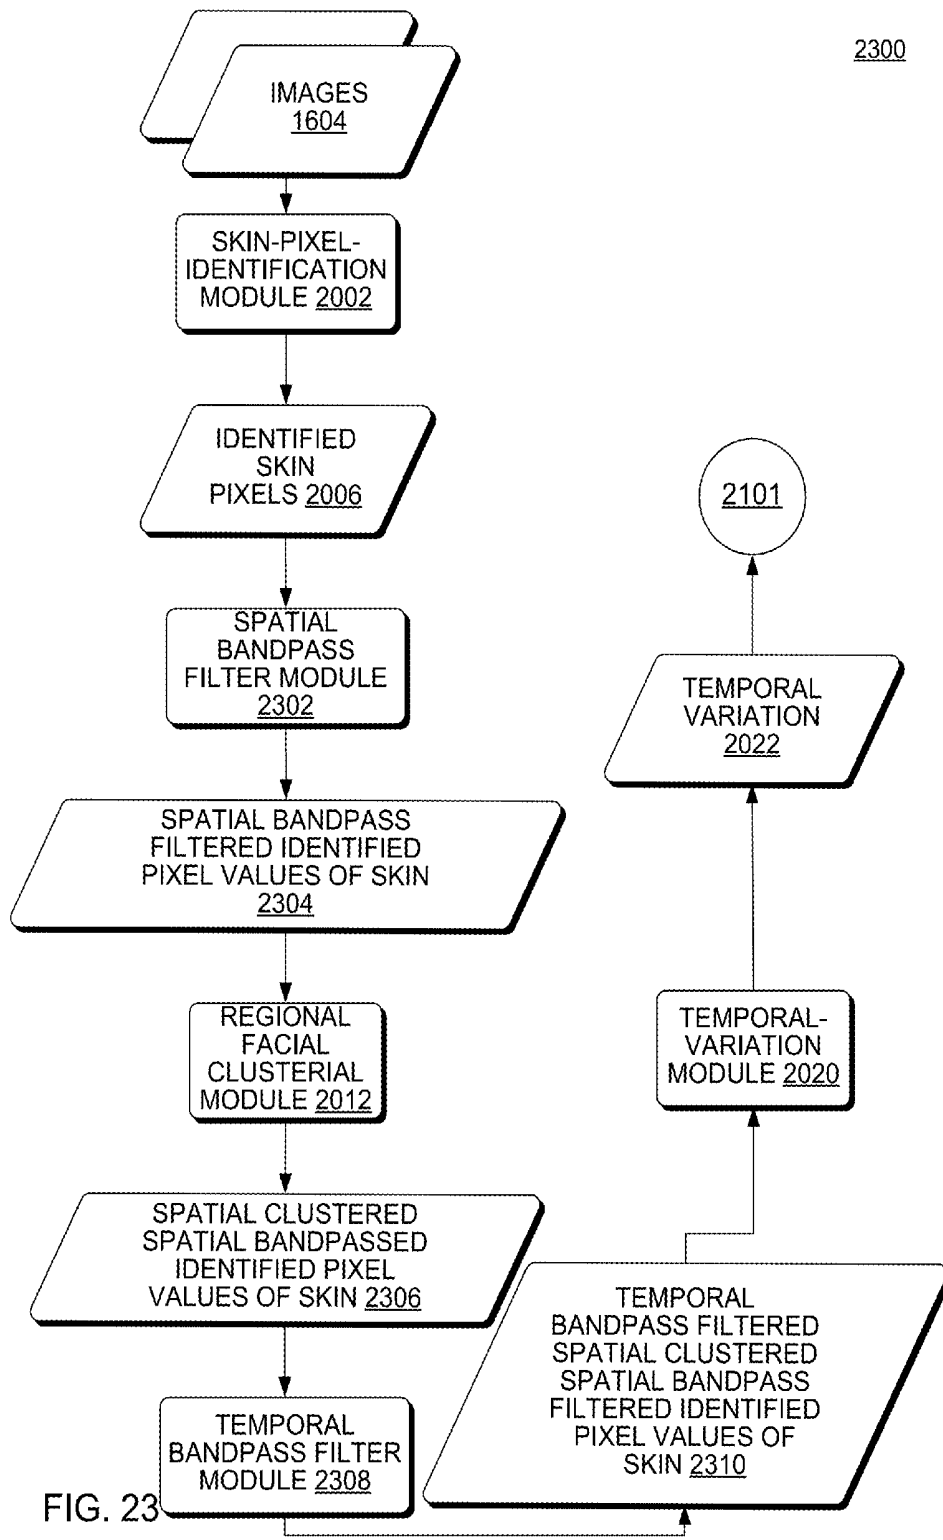 2300
IMAGES
1604
SKIN-PIXEL-
IDENTIFICATION
MODULE 2002
IDENTIFIED
SKIN
PIXELS 2006
SPATIAL
BANDPASS
FILTER MODULE
2302
SPATIAL BANDPASS
FILTERED IDENTIFIED
PIXEL VALUES OF SKIN
2304
REGIONAL
FACIAL
CLUSTERIAL
MODULE 2012
SPATIAL CLUSTERED
SPATIAL BANDPASSED
IDENTIFIED PIXEL
VALUES OF SKIN 2306
TEMPORAL
BANDPASS FILTER
MODULE 2308
TEMPORAL
BANDPASS FILTERED
SPATIAL CLUSTERED
SPATIAL BANDPASS
FILTERED IDENTIFIED
PIXEL VALUES OF
SKIN 2310
TEMPORAL-
VARIATION
MODULE 2020
TEMPORAL
VARIATION
2022
2101
FIG. 23